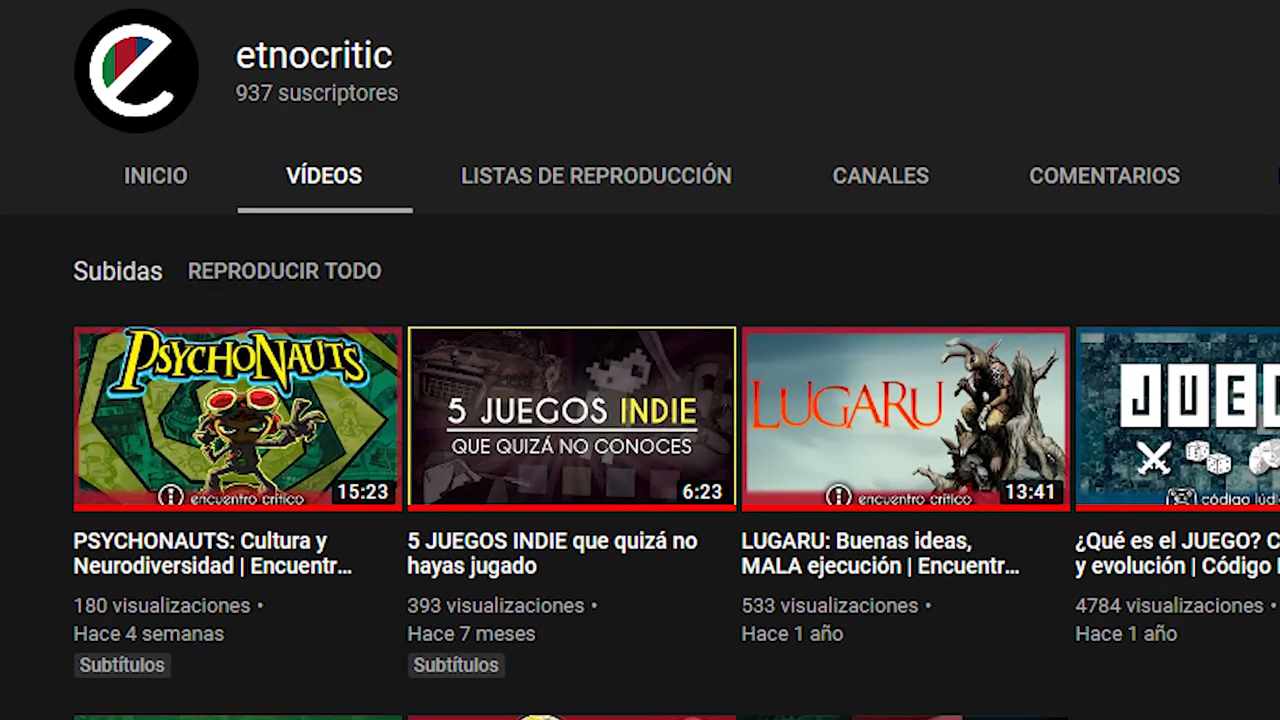 etnocritic
937 suscriptores
INICIO
VÍDEOS
LISTAS DE REPRODUCCIÓN
CANALES
COMENTARIOS
Subidas
REPRODUCIR TODO
PSYCHONAUTS
encuentro crítico
15:23
5 JUEGOS INDIE
QUE QUIZÁ NO CONOCES
6:23
LUGARU
encuentro crítico
13:41
JUE
código
PSYCHONAUTS: Cultura y
Neurodiversidad | Encuentr...
180 visualizaciones •
Hace 4 semanas
Subtítulos
5 JUEGOS INDIE que quizá no
hayas jugado
393 visualizaciones •
Hace 7 meses
Subtítulos
LUGARU: Buenas ideas,
MALA ejecución | Encuentr...
533 visualizaciones •
Hace 1 año
¿Qué es el JUEGO? C
y evolución | Código
4784 visualizaciones •
Hace 1 año